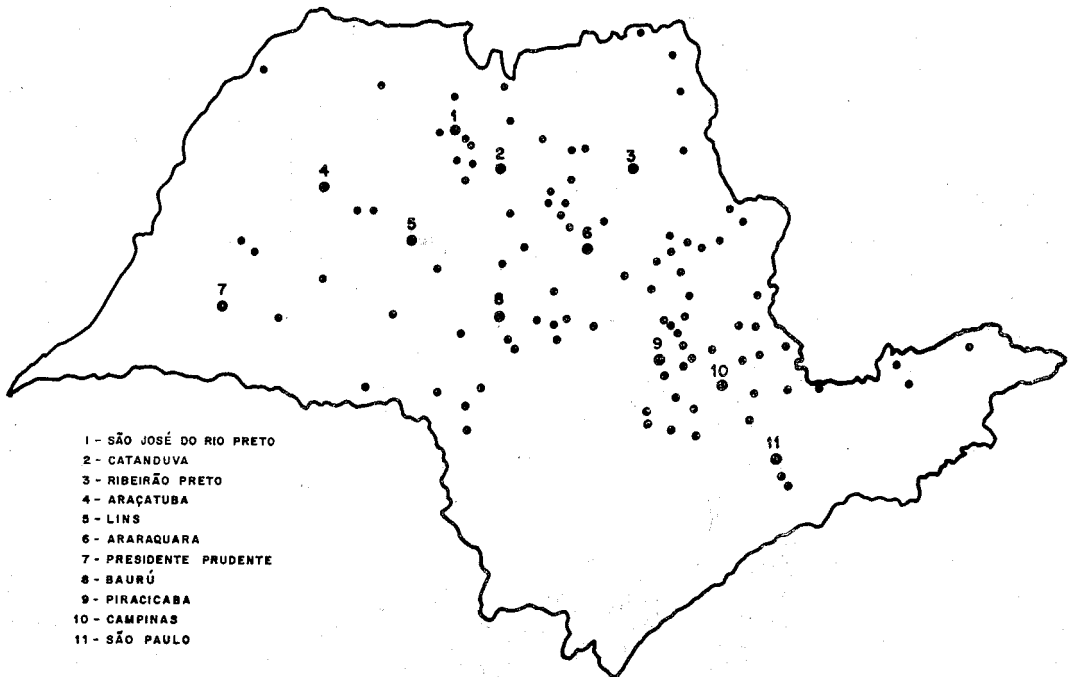 1
2
3
4
5
6
7
8
9
10
11
1 - SÃO JOSÉ DO RIO PRETO
2 - CATANDUVA
3 - RIBEIRÃO PRETO
4 - ARAÇATUBA
5 - LINS
6 - ARARAQUARA
7 - PRESIDENTE PRUDENTE
8 - BAURÚ
9 - PIRACICABA
10 - CAMPINAS
11 - SÃO PAULO